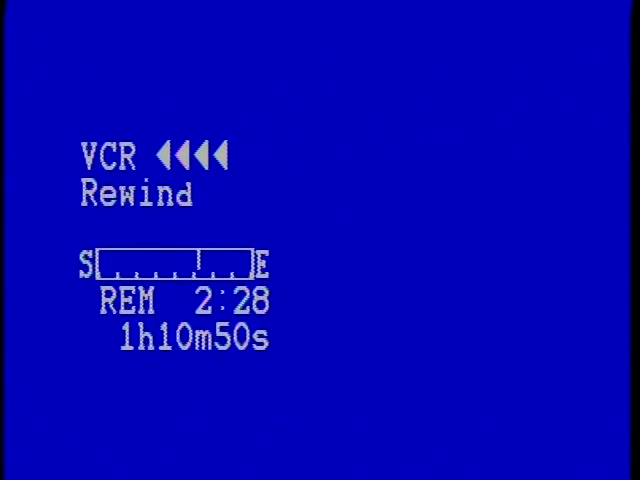 VCR ◀◀◀◀
Rewind
S E
REM 2:28
1h10m50s